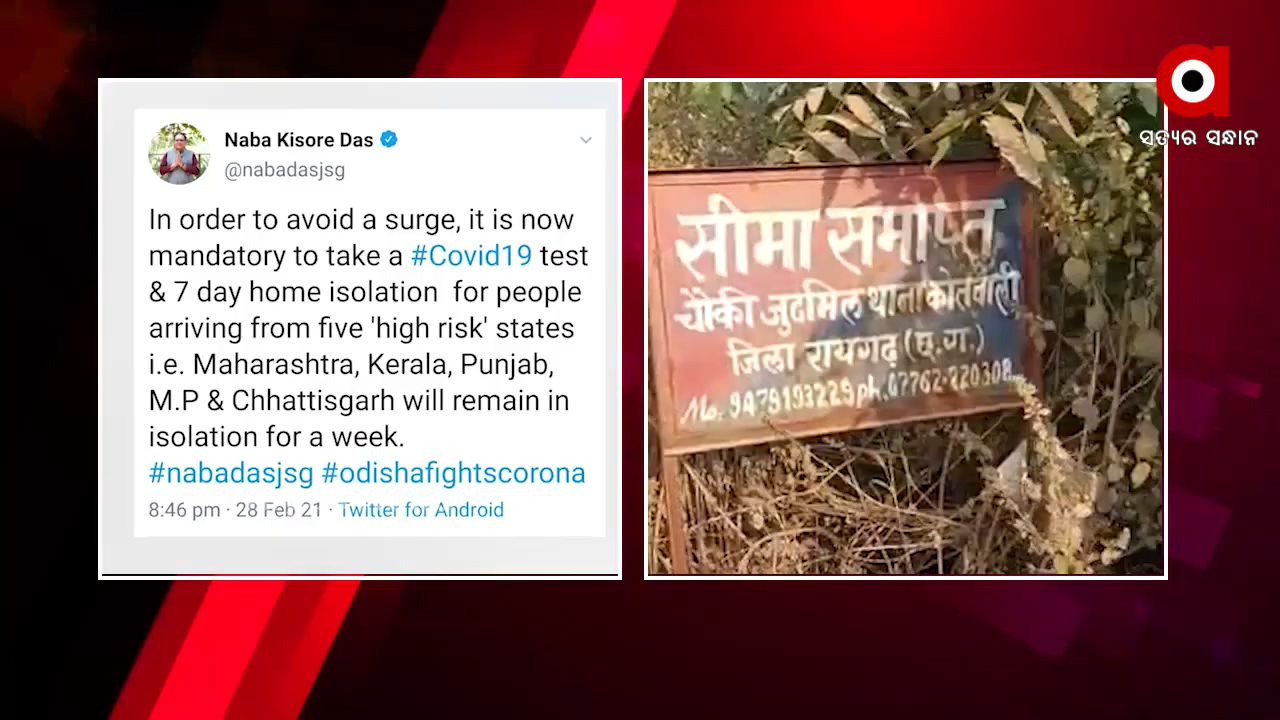 Naba Kisore Das
@nabadasjsg
In order to avoid a surge, it is now
mandatory to take a #Covid19 test
& 7 day home isolation for people
arriving from five 'high risk' states
i.e. Maharashtra, Kerala, Punjab,
M.P & Chhattisgarh will remain in
isolation for a week.
#nabadasjsg #odishafightscorona
8:46 pm · 28 Feb 21 · Twitter for Android
सीमा समाप्त
चौकी जुटमिल थाना कोतवाली
जिला रायगढ़ (छ.ग.)
Mo. 9479193229 ph. 07762-220308
a
ସତ୍ୟର ସନ୍ଧାନ